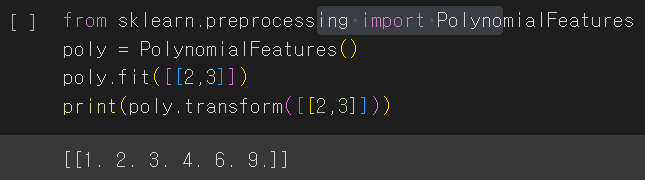 [ ] from sklearn.preprocessing import PolynomialFeatures
poly = PolynomialFeatures()
poly.fit([[2,3]])
print(poly.transform([[2,3]]))
[[1. 2. 3. 4. 6. 9.]]